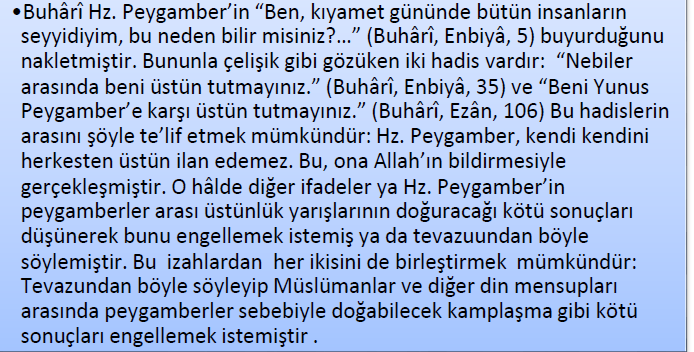 •Buhârî Hz. Peygamber’in “Ben, kıyamet gününde bütün insanların
seyyidiyim, bu neden bilir misiniz?...” (Buhârî, Enbiyâ, 5) buyurduğunu
nakletmiştir. Bununla çelişik gibi gözüken iki hadis vardır: “Nebiler
arasında beni üstün tutmayınız.” (Buhârî, Enbiyâ, 35) ve “Beni Yunus
Peygamber’e karşı üstün tutmayınız.” (Buhârî, Ezân, 106) Bu hadislerin
arasını şöyle te’lif etmek mümkündür: Hz. Peygamber, kendi kendini
herkesten üstün ilan edemez. Bu, ona Allah’ın bildirmesiyle
gerçekleşmiştir. O hâlde diğer ifadeler ya Hz. Peygamber’in
peygamberler arası üstünlük yarışlarının doğuracağı kötü sonuçları
düşünerek bunu engellemek istemiş ya da tevazuundan böyle
söylemiştir. Bu izahlardan her ikisini de birleştirmek mümkündür:
Tevazundan böyle söyleyip Müslümanlar ve diğer din mensupları
arasında peygamberler sebebiyle doğabilecek kamplaşma gibi kötü
sonuçları engellemek istemiştir .